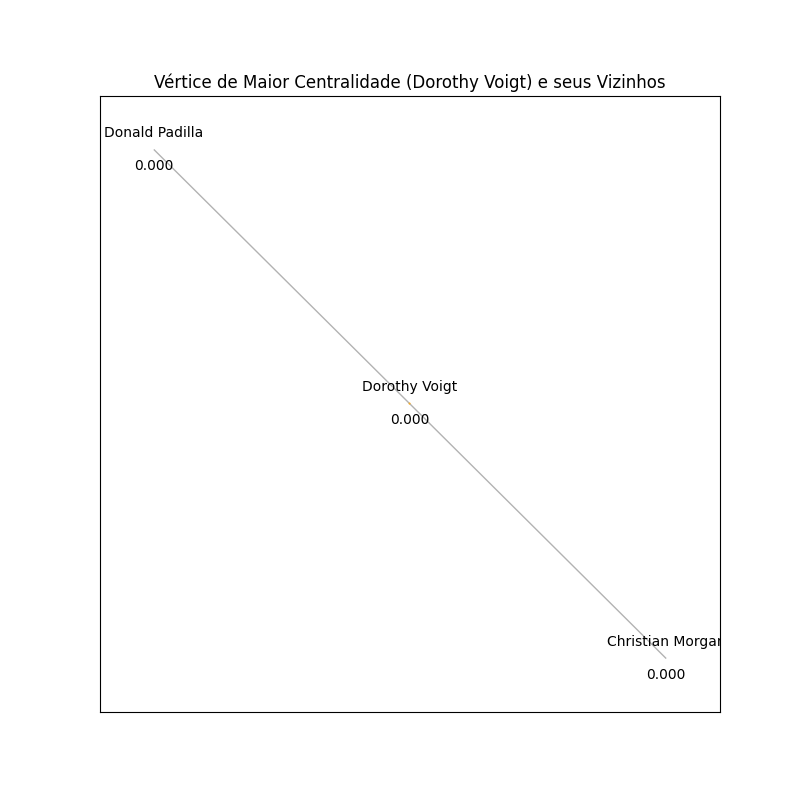 Vértice de Maior Centralidade (Dorothy Voigt) e seus Vizinhos
Donald Padilla
0.000
Dorothy Voigt
0.000
Christian Morgan
0.000